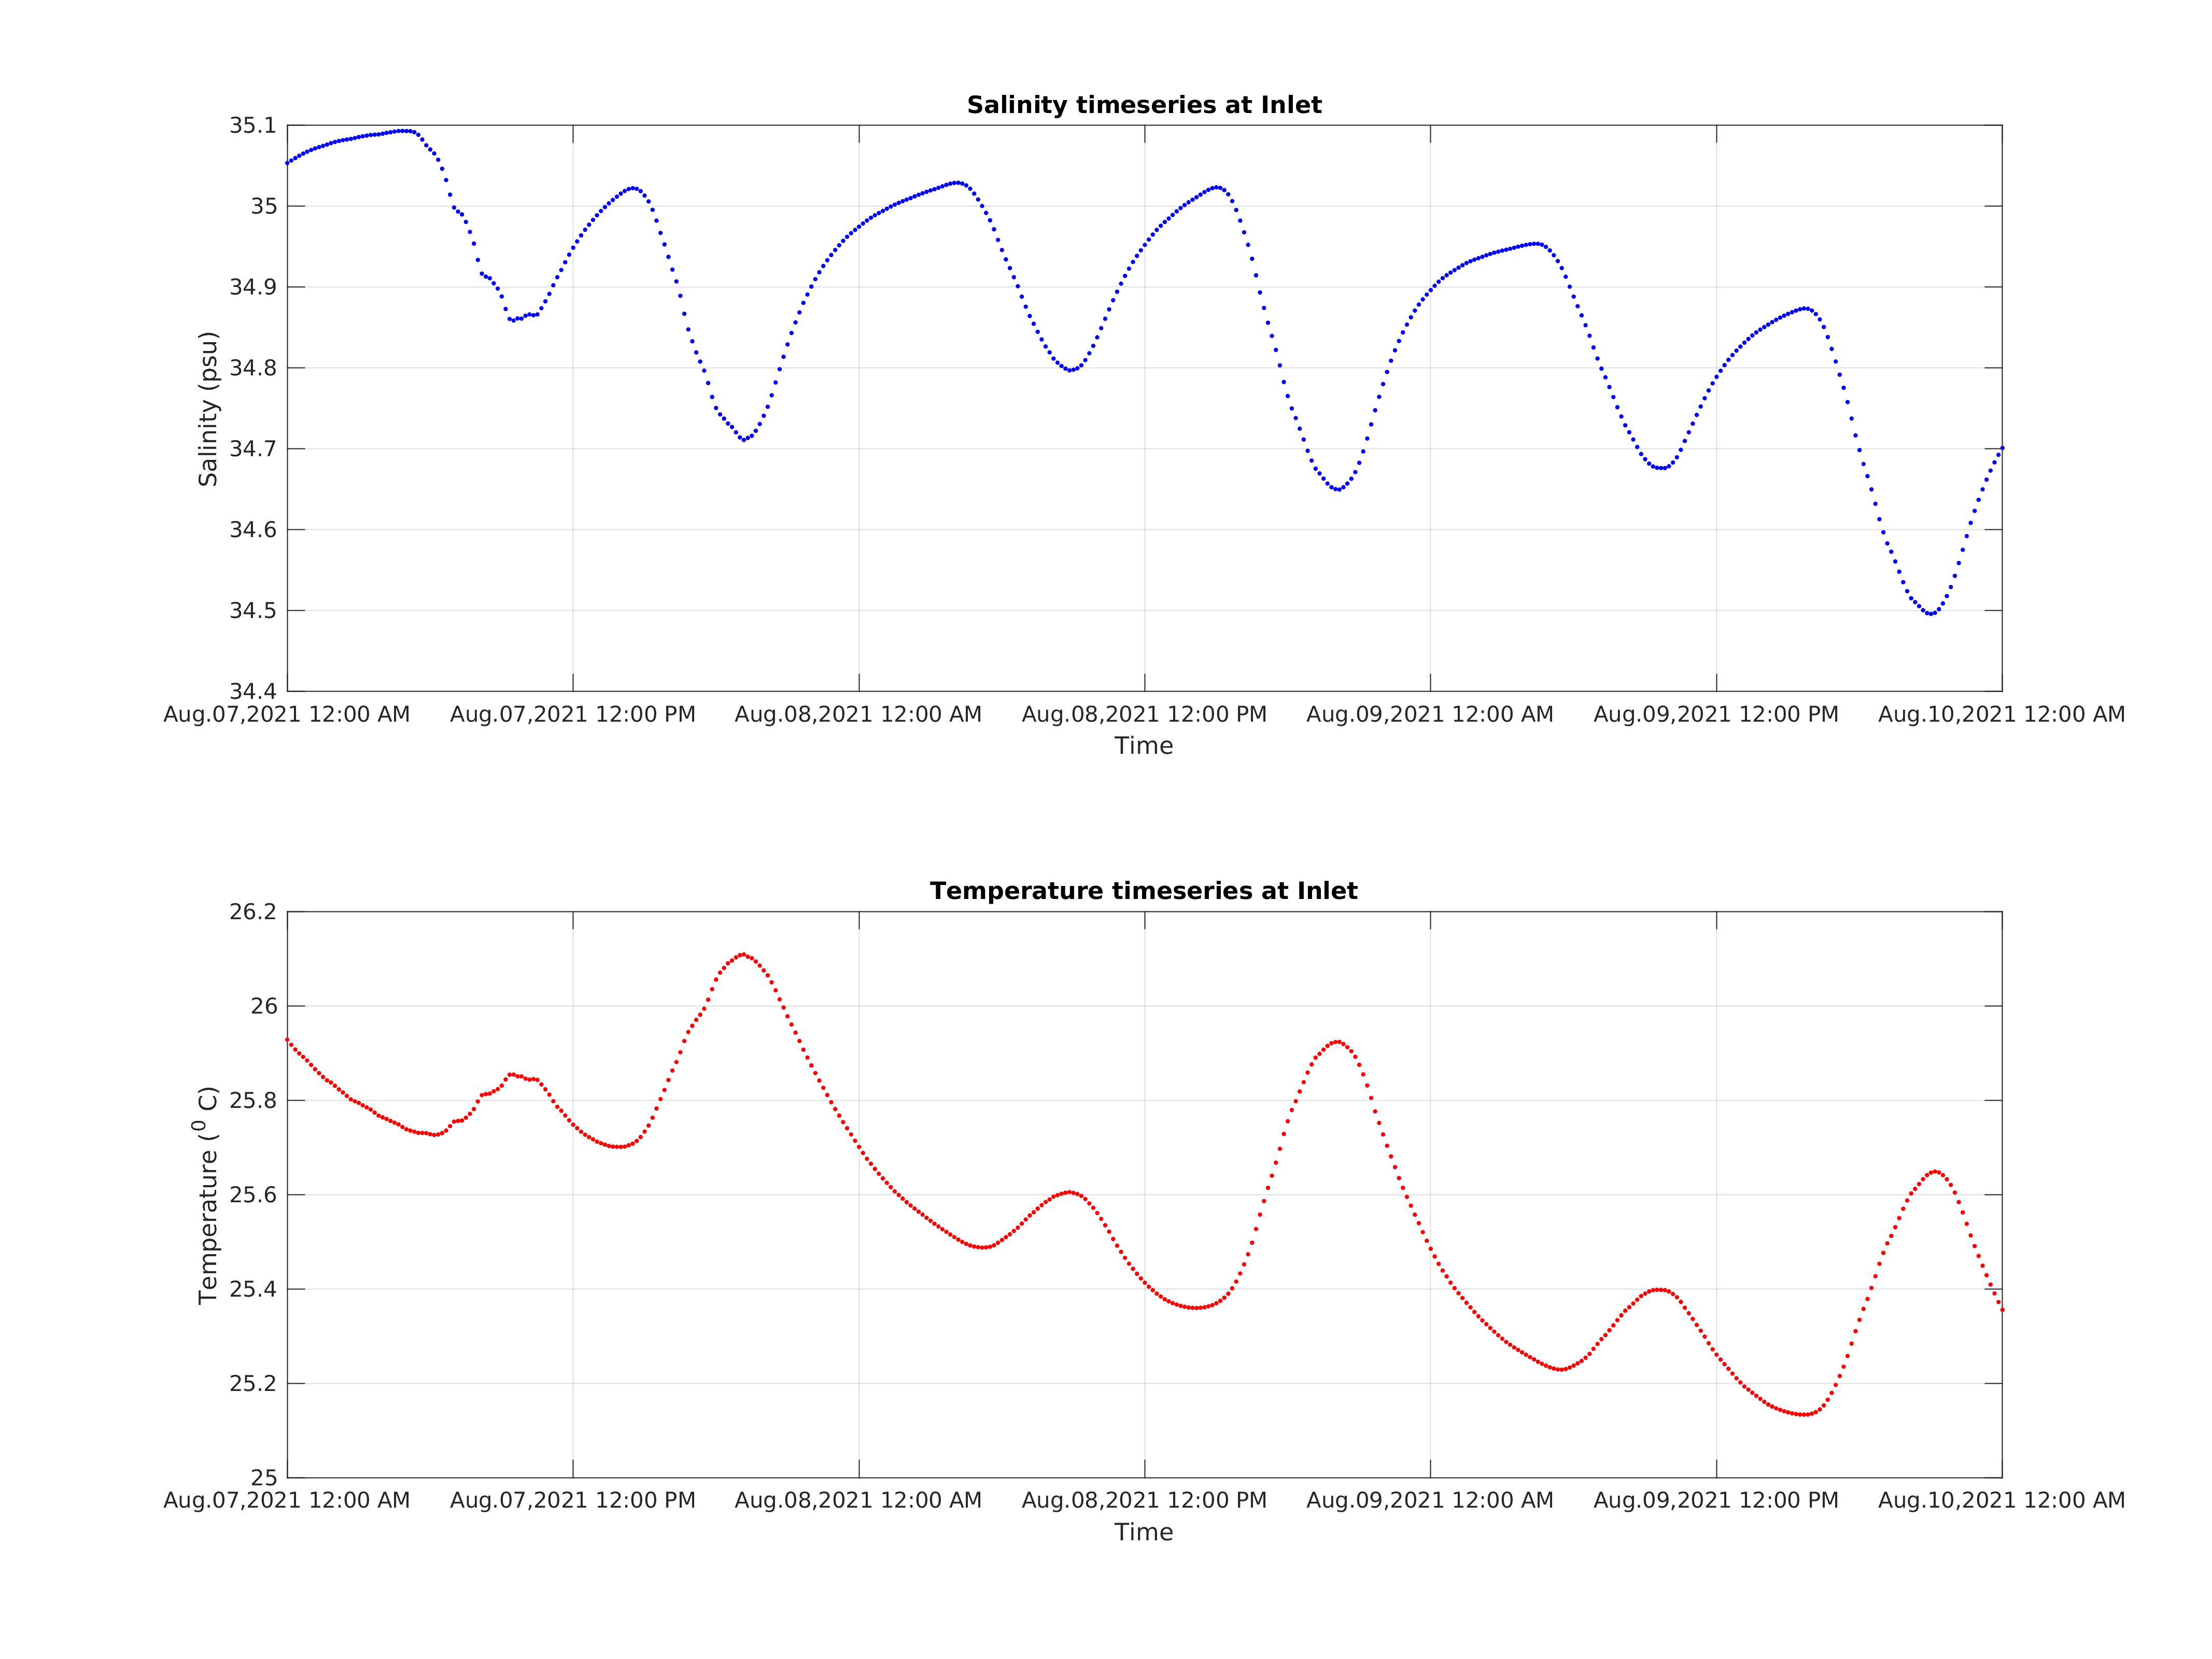 Salinity timeseries at Inlet
35.1
35
34.9
34.8
34.7
34.6
34.5
34.4
Salinity (psu)
Aug.07,2021 12:00 AM Aug.07,2021 12:00 PM Aug.08,2021 12:00 AM Aug.08,2021 12:00 PM Aug.09,2021 12:00 AM Aug.09,2021 12:00 PM Aug.10,2021 12:00 AM
Time
Temperature timeseries at Inlet
26.2
26
25.8
25.6
25.4
25.2
25
Temperature (⁰ C)
Aug.07,2021 12:00 AM Aug.07,2021 12:00 PM Aug.08,2021 12:00 AM Aug.08,2021 12:00 PM Aug.09,2021 12:00 AM Aug.09,2021 12:00 PM Aug.10,2021 12:00 AM
Time